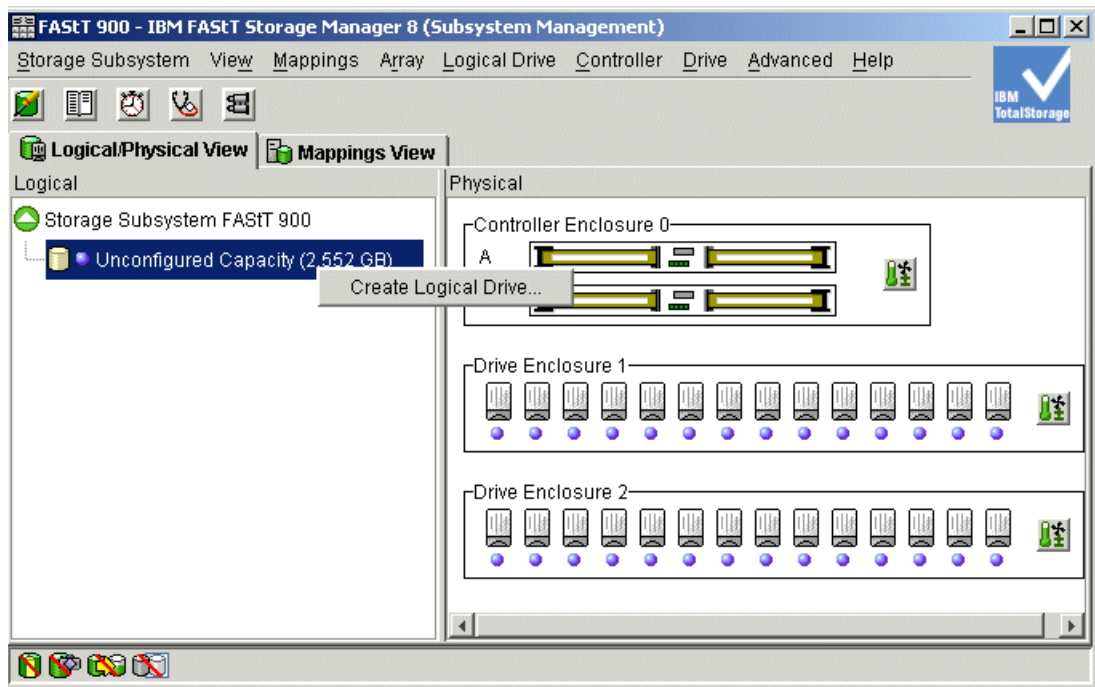 FAStT 900 - IBM FAStT Storage Manager 8 (Subsystem Management)
Storage Subsystem View Mappings Array Logical Drive Controller Drive Advanced Help
IBM
TotalStorage
Logical/Physical View Mappings View
Logical
Physical
Storage Subsystem FAStT 900
Unconfigured Capacity (2,552 GB)
Create Logical Drive...
Controller Enclosure 0
A
Drive Enclosure 1
Drive Enclosure 2